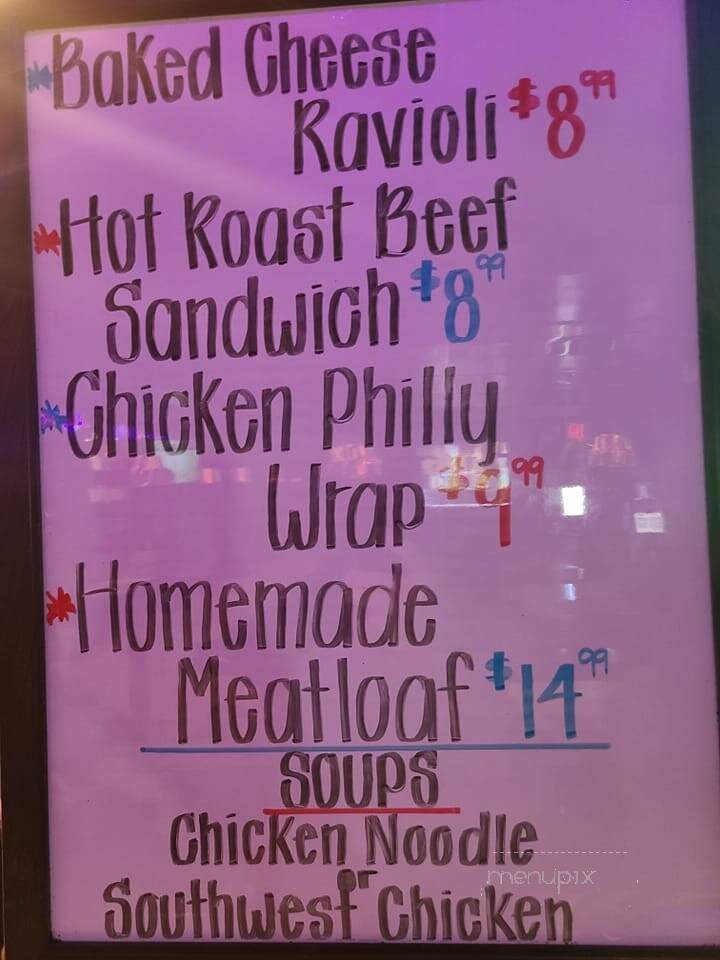 *Baked Cheese
Ravioli $8.99
*Hot Roast Beef
Sandwich $8.99
*Chicken Philly
Wrap $9.99
*Homemade
Meatloaf $14.99
SOUPS
Chicken Noodle
or
Southwest Chicken
menupix